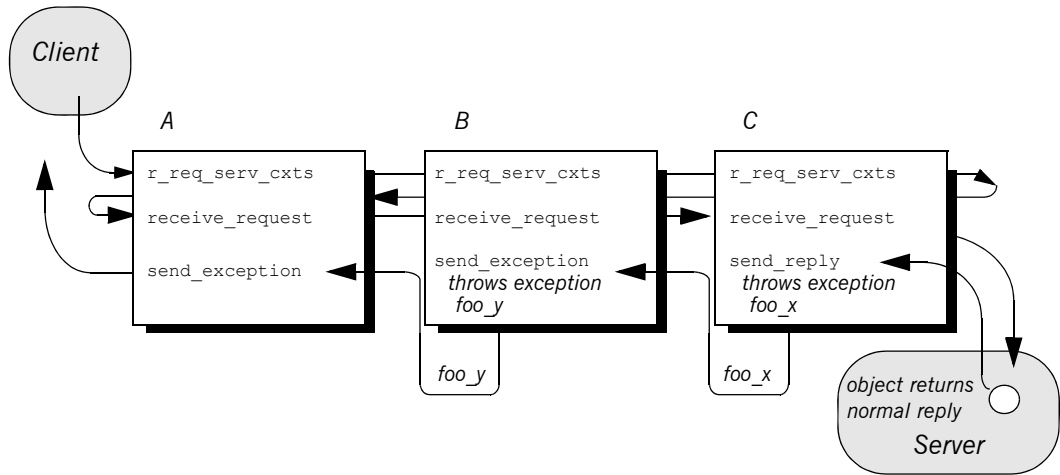 Client
A
B
C
r_req_serv_cxts
receive_request
send_exception
r_req_serv_cxts
receive_request
send_exception
throws exception
foo_y
r_req_serv_cxts
receive_request
send_reply
throws exception
foo_x
foo_y
foo_x
object returns
normal reply
Server